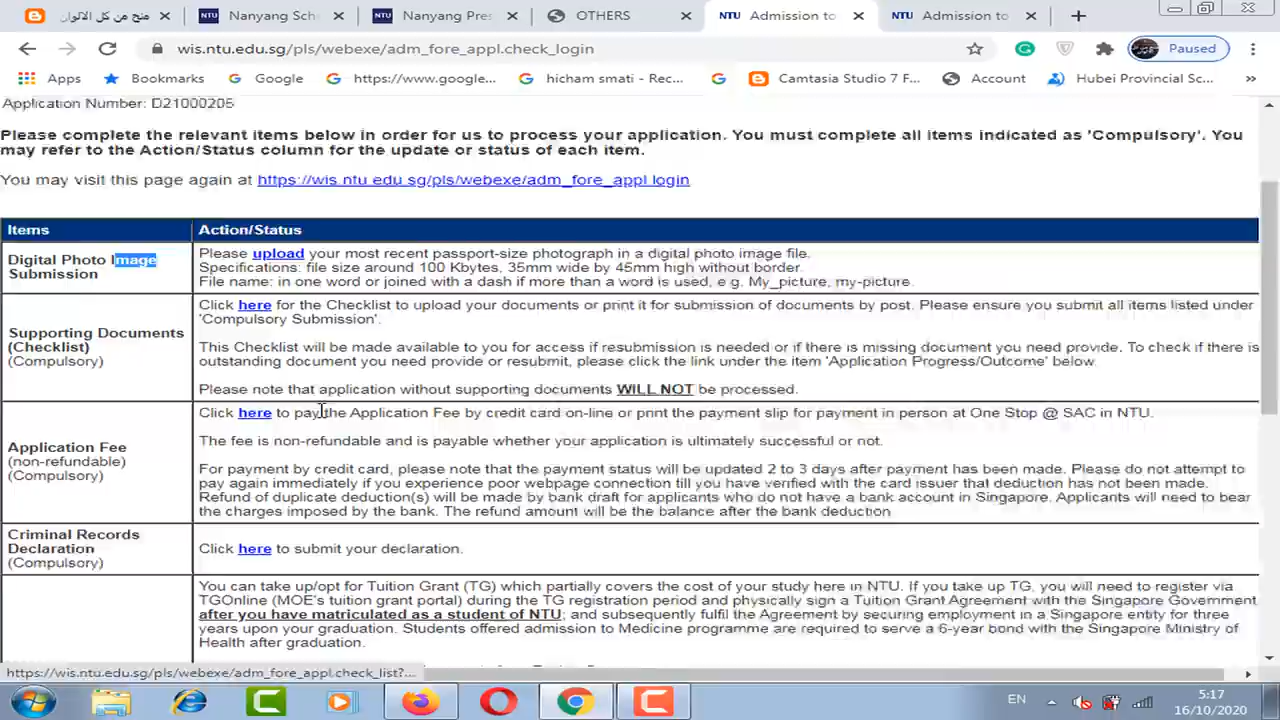 منح من كل الالوان
Nanyang Sch
Nanyang Pres
OTHERS
Admission to
Admission to
wis.ntu.edu.sg/pls/webexe/adm_fore_appl.check_login
Paused
Apps
Bookmarks
Google
https://www.google...
hicham smati - Rec...
Camtasia Studio 7 F...
Account
Hubei Provincial Sc...
Application Number: D21000205
Please complete the relevant items below in order for us to process your application. You must complete all items indicated as 'Compulsory'. You
may refer to the Action/Status column for the update or status of each item.
You may visit this page again at https://wis.ntu.edu.sg/pls/webexe/adm_fore_appl.login
Items
Action/Status
Digital Photo Image
Submission
Please upload your most recent passport-size photograph in a digital photo image file.
Specifications: file size around 100 Kbytes, 35mm wide by 45mm high without border.
File name: in one word or joined with a dash if more than a word is used, e.g. My_picture, my-picture.
Supporting Documents
(Checklist)
(Compulsory)
Click here for the Checklist to upload your documents or print it for submission of documents by post. Please ensure you submit all items listed under
'Compulsory Submission'.
This Checklist will be made available to you for access if resubmission is needed or if there is missing document you need provide. To check if there is
outstanding document you need provide or resubmit, please click the link under the item 'Application Progress/Outcome' below.
Please note that application without supporting documents WILL NOT be processed.
Application Fee
(non-refundable)
(Compulsory)
Click here to pay the Application Fee by credit card on-line or print the payment slip for payment in person at One Stop @ SAC in NTU.
The fee is non-refundable and is payable whether your application is ultimately successful or not.
For payment by credit card, please note that the payment status will be updated 2 to 3 days after payment has been made. Please do not attempt to
pay again immediately if you experience poor webpage connection till you have verified with the card issuer that deduction has not been made.
Refund of duplicate deduction(s) will be made by bank draft for applicants who do not have a bank account in Singapore. Applicants will need to bear
the charges imposed by the bank. The refund amount will be the balance after the bank deduction.
Criminal Records
Declaration
(Compulsory)
Click here to submit your declaration.
You can take up/opt for Tuition Grant (TG) which partially covers the cost of your study here in NTU. If you take up TG, you will need to register via
TGOnline (MOE's tuition grant portal) during the TG registration period and physically sign a Tuition Grant Agreement with the Singapore Government
after you have matriculated as a student of NTU; and subsequently fulfil the Agreement by securing employment in a Singapore entity for three
years upon your graduation. Students offered admission to Medicine programme are required to serve a 6-year bond with the Singapore Ministry of
Health after graduation.
https://wis.ntu.edu.sg/pls/webexe/adm_fore_appl.check_list?...
EN
5:17
16/10/2020